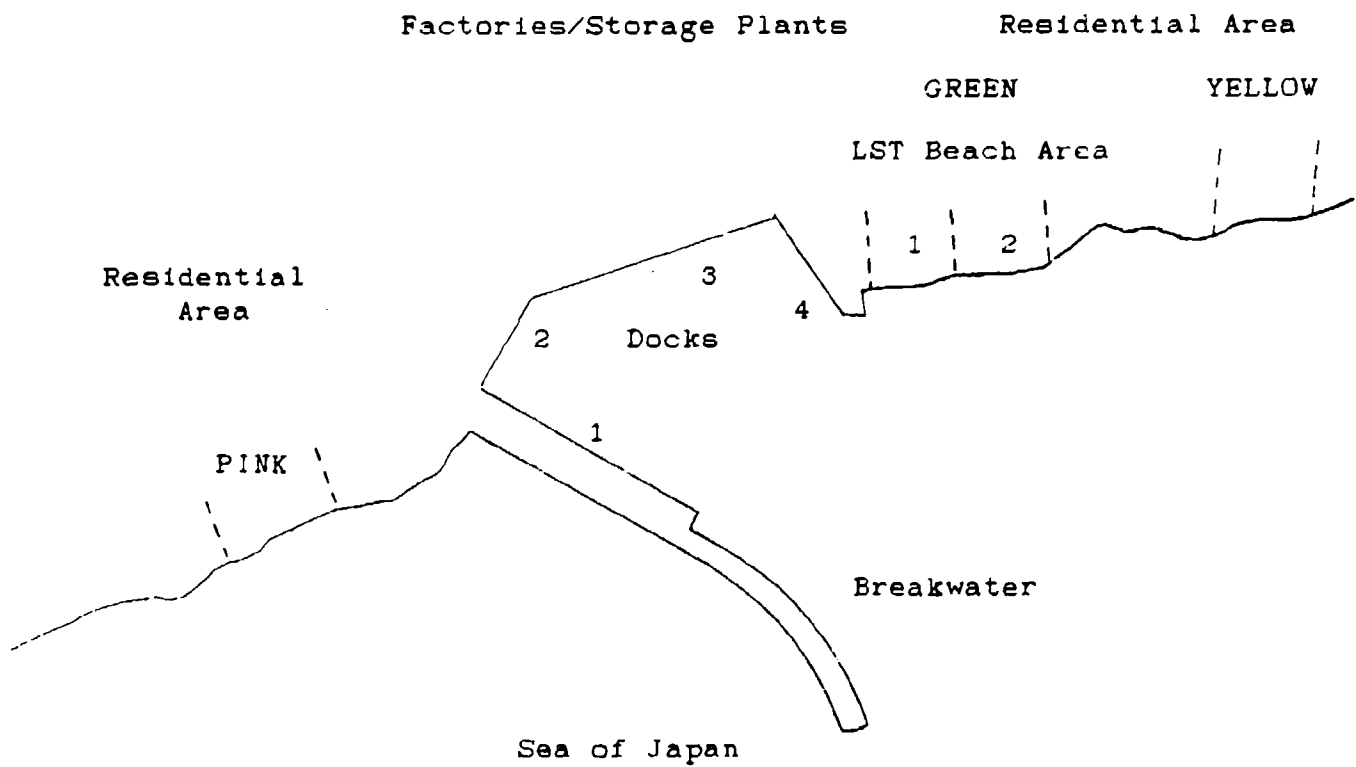 Factories/Storage Plants Residential Area
GREEN YELLOW
LST Beach Area
1 2
3
Residential
Area
4
2 Docks
1
PINK
Breakwater
Sea of Japan